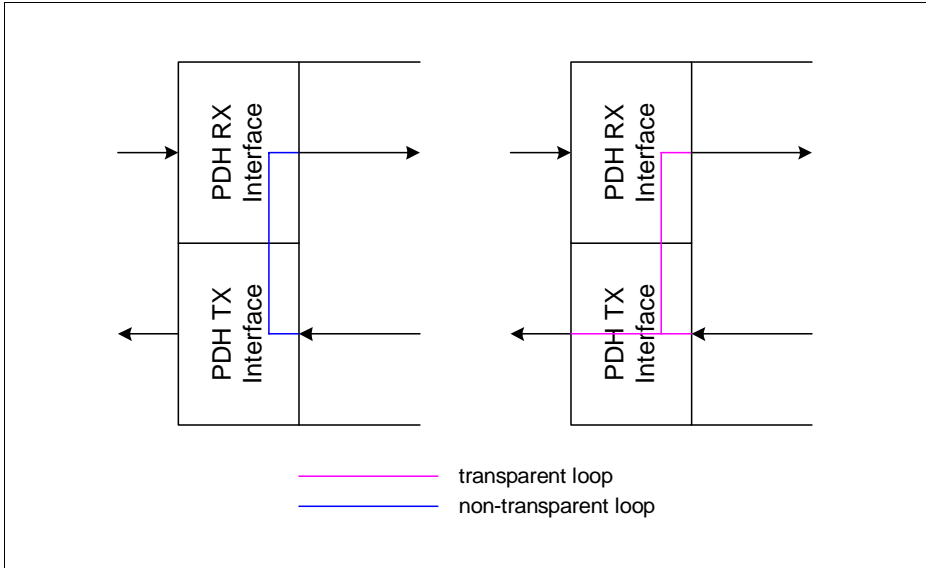 PDH RX
Interface
PDH RX
Interface
PDH TX
Interface
PDH TX
Interface
transparent loop
non-transparent loop